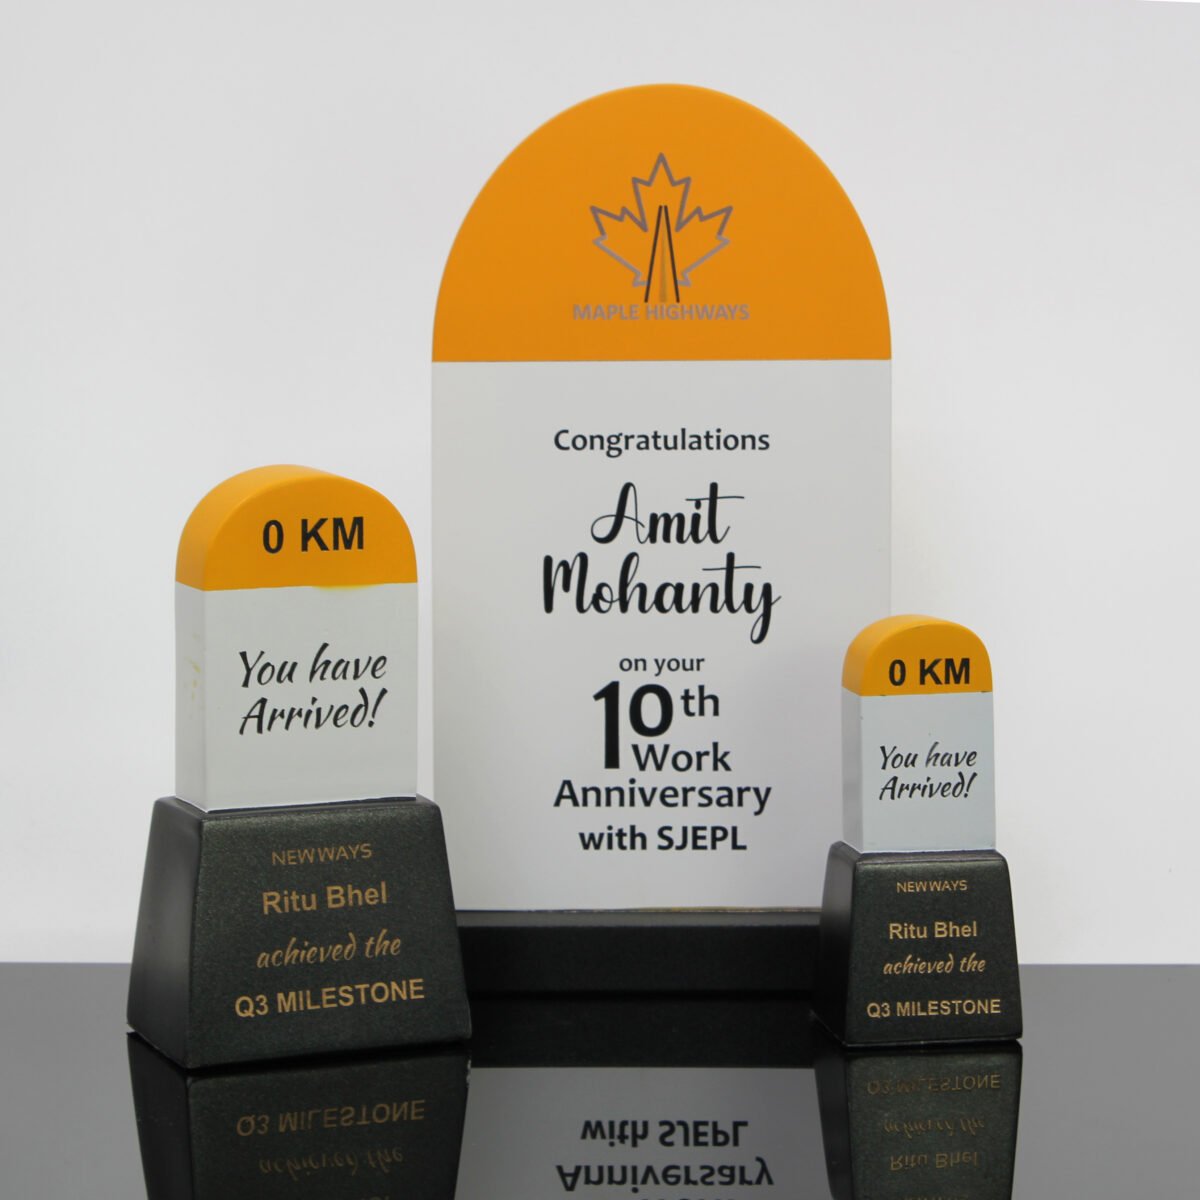 MAPLE HIGHWAYS
Congratulations
Amit
Mohanty
on your
10th
Work
Anniversary
with SJEPL
0 KM
You have
Arrived!
NEWWAYS
Ritu Bhel
achieved the
Q3 MILESTONE
0 KM
You have
Arrived!
NEWWAYS
Ritu Bhel
achieved the
Q3 MILESTONE